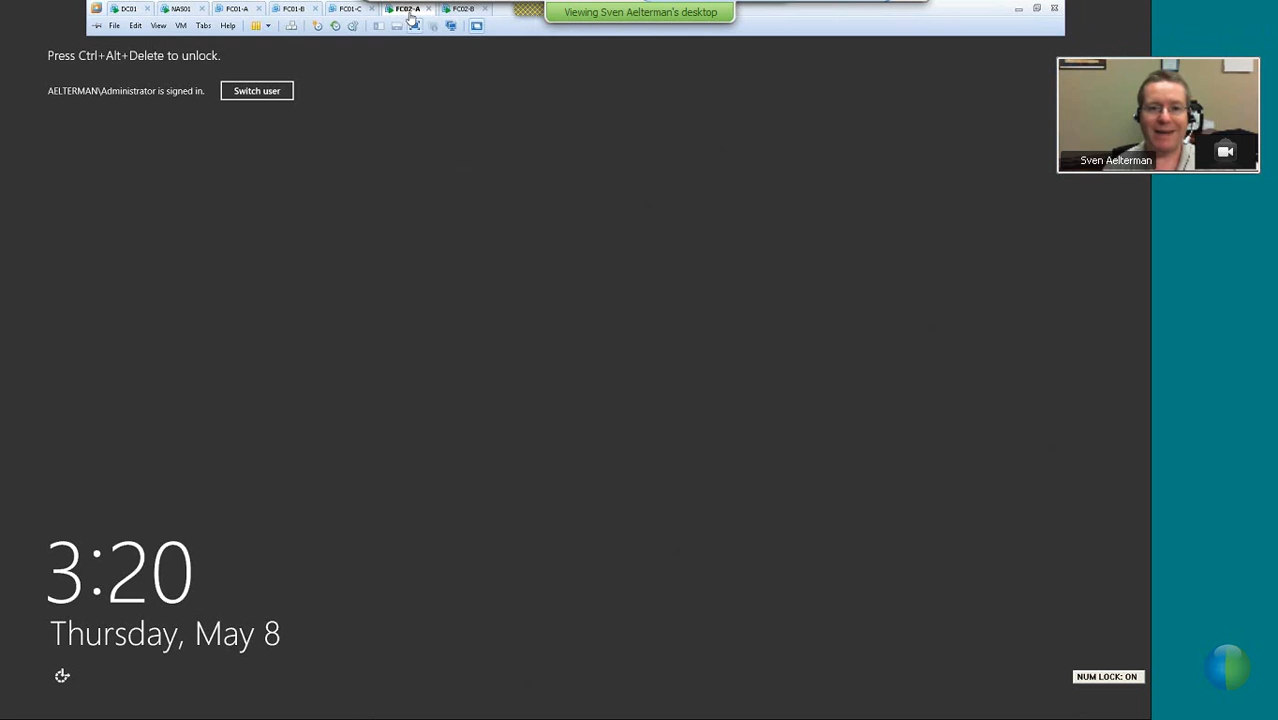 DC01 NAS01 FC01-A FC01-B FC01-C FC02-A FC02-B
Viewing Sven Aelterman's desktop
File Edit View VM Tabs Help
Press Ctrl+Alt+Delete to unlock.
AELTERMAN\Administrator is signed in. Switch user
Sven Aelterman
3:20
Thursday, May 8
NUM LOCK: ON